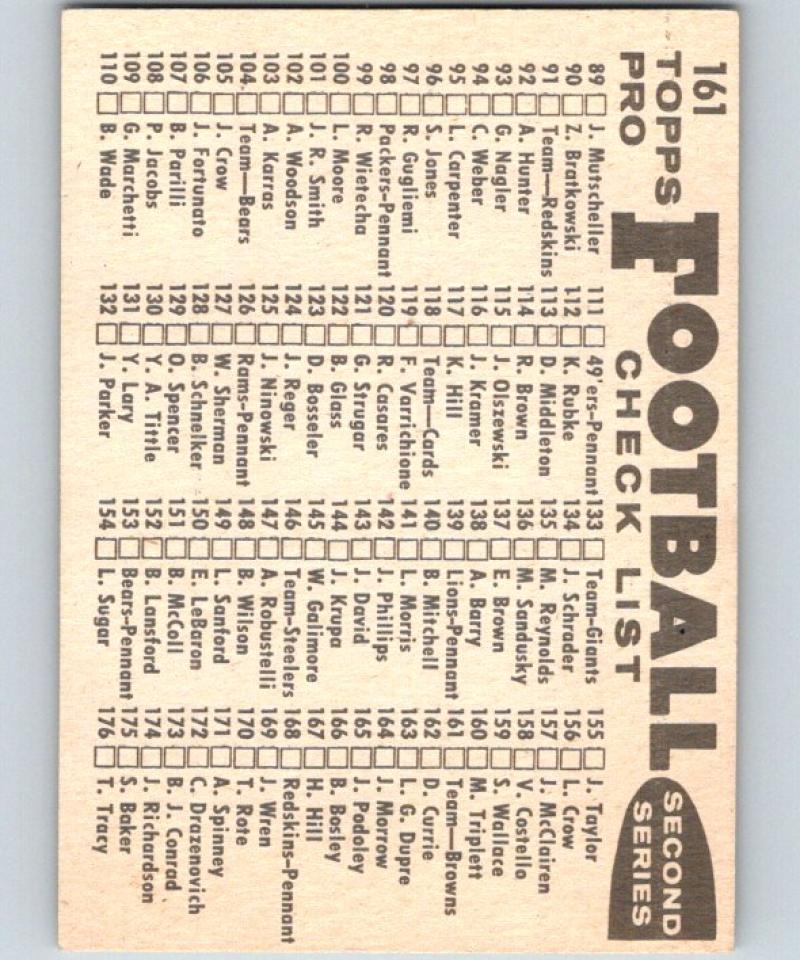 161
TOPPS PRO FOOTBALL SECOND SERIES
CHECK LIST
89 J. Mutscheller
90 Z. Bratkowski
91 Team—Redskins
92 A. Hunter
93 G. Nagler
94 C. Weber
95 L. Carpenter
96 S. Jones
97 R. Gugliemi
98 Packers-Pennant
99 R. Wietecha
100 L. Moore
101 J. R. Smith
102 A. Woodson
103 A. Karras
104 Team—Bears
105 J. Crow
106 J. Fortunato
107 B. Parilli
108 P. Jacobs
109 G. Marchetti
110 B. Wade
111 49'ers-Pennant
112 K. Rubke
113 D. Middleton
114 R. Brown
115 J. Olszewski
116 J. Kramer
117 K. Hill
118 Team—Cards
119 F. Varrichione
120 R. Casares
121 G. Strugar
122 B. Glass
123 D. Bosseler
124 J. Reger
125 J. Ninowski
126 Rams-Pennant
127 W. Sherman
128 B. Schnelker
129 O. Spencer
130 Y. A. Tittle
131 Y. Lary
132 J. Parker
133 Team-Giants
134 J. Schrader
135 M. Reynolds
136 M. Sandusky
137 E. Brown
138 A. Barry
139 Lions-Pennant
140 B. Mitchell
141 L. Morris
142 J. Phillips
143 J. David
144 J. Krupa
145 W. Galimore
146 Team-Steelers
147 A. Robustelli
148 B. Wilson
149 L. Sanford
150 E. LeBaron
151 B. McColl
152 B. Lansford
153 Bears-Pennant
154 L. Sugar
155 J. Taylor
156 L. Crow
157 J. McClairen
158 V. Costello
159 S. Wallace
160 M. Triplett
161 Team—Browns
162 D. Currie
163 L. G. Dupre
164 J. Morrow
165 J. Podoley
166 B. Bosley
167 H. Hill
168 Redskins-Pennant
169 J. Wren
170 T. Rote
171 A. Spinney
172 C. Drazenovich
173 B. J. Conrad
174 J. Richardson
175 S. Baker
176 T. Tracy